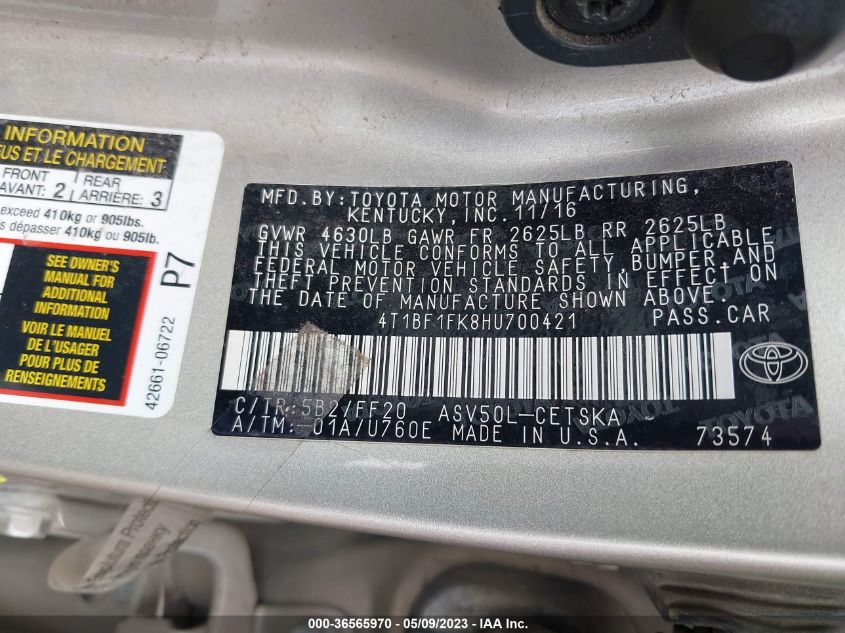 INFORMATION
US ET LE CHARGEMENT
FRONT
AVANT: 2
REAR
ARRIÈRE: 3
exceed 410kg or 905lbs.
dépasser 410kg or 905lb.
SEE OWNER'S
MANUAL FOR
ADDITIONAL
INFORMATION
VOIR LE MANUEL
DE L'USAGER
POUR PLUS DE
RENSEIGNEMENTS
42661-06722
P7
MFD. BY: TOYOTA MOTOR MANUFACTURING,
KENTUCKY, INC. 11/16
GVWR 4630LB GAWR FR 2625LB RR 2625LB
THIS VEHICLE CONFORMS TO ALL APPLICABLE
FEDERAL MOTOR VEHICLE SAFETY, BUMPER, AND
THEFT PREVENTION STANDARDS IN EFFECT ON
THE DATE OF MANUFACTURE SHOWN ABOVE.
4T1BF1FK8HU700421 PASS.CAR
C/TR: 5B2/FF20 ASV50L-CETSKA
A/TM: 01A/U760E MADE IN U.S.A. 73574
TOYOTA
000-36565970 - 05/09/2023 - IAA Inc.